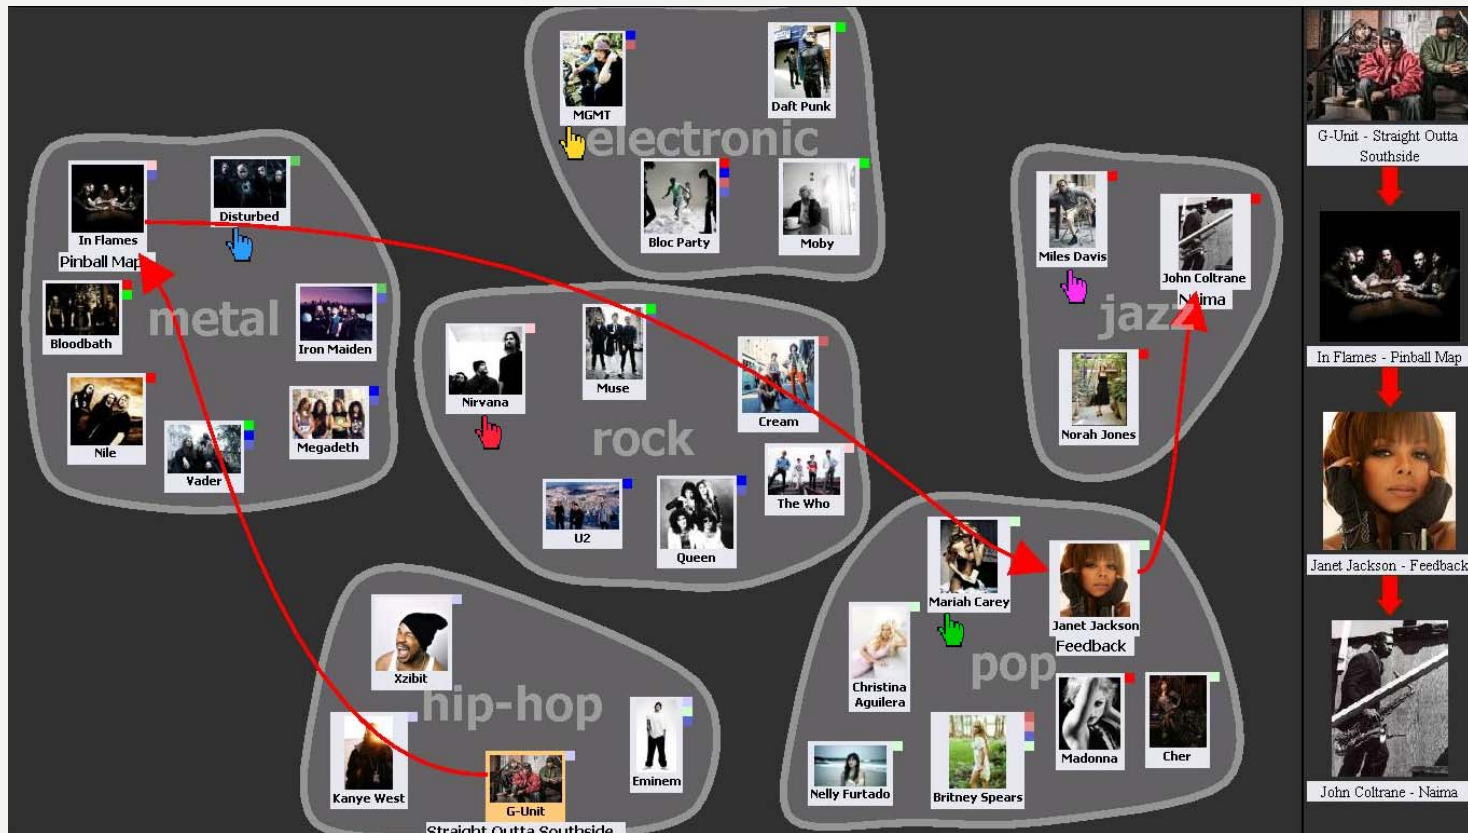 MGMT
Daft Punk
electronic
Bloc Party
Moby
In Flames
Pinball Map
Disturbed
Bloodbath
metal
Iron Maiden
Nile
Vader
Megadeth
Miles Davis
John Coltrane
Naima
jazz
Norah Jones
Nirvana
Muse
Cream
rock
The Who
U2
Queen
Mariah Carey
Janet Jackson
Feedback
Christina
Aguilera
pop
Madonna
Cher
Nelly Furtado
Britney Spears
Xzibit
hip-hop
Kanye West
G-Unit
Straight Outta Southside
Eminem
G-Unit - Straight Outta
Southside
In Flames - Pinball Map
Janet Jackson - Feedback
John Coltrane - Naima